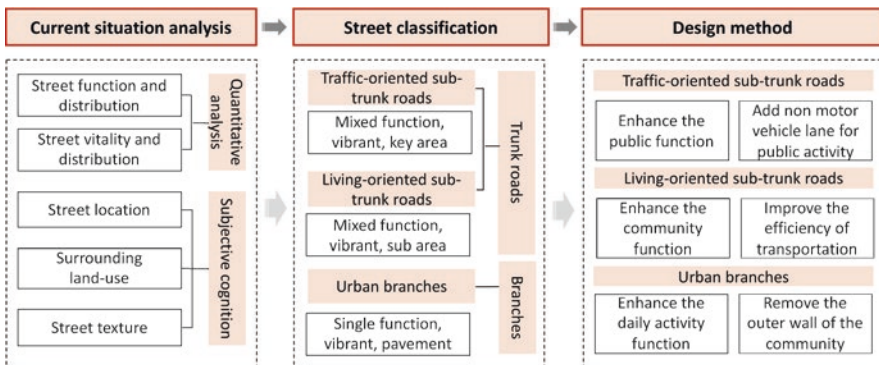 Current situation analysis
Street classification
Design method
Street function and
distribution
Street vitality and
distribution
Quantitative
analysis
Street location
Surrounding
land-use
Street texture
Subjective cognition
Traffic-oriented sub-
trunk roads
Mixed function,
vibrant, key area
Living-oriented sub-
trunk roads
Mixed function,
vibrant, sub area
Trunk roads
Urban branches
Single function,
vibrant, pavement
Branches
Traffic-oriented sub-trunk roads
Enhance the
public function
Add non motor
vehicle lane for
public activity
Living-oriented sub-trunk roads
Enhance the
community
function
Improve the
efficiency of
transportation
Urban branches
Enhance the
daily activity
function
Remove the
outer wall of the
community